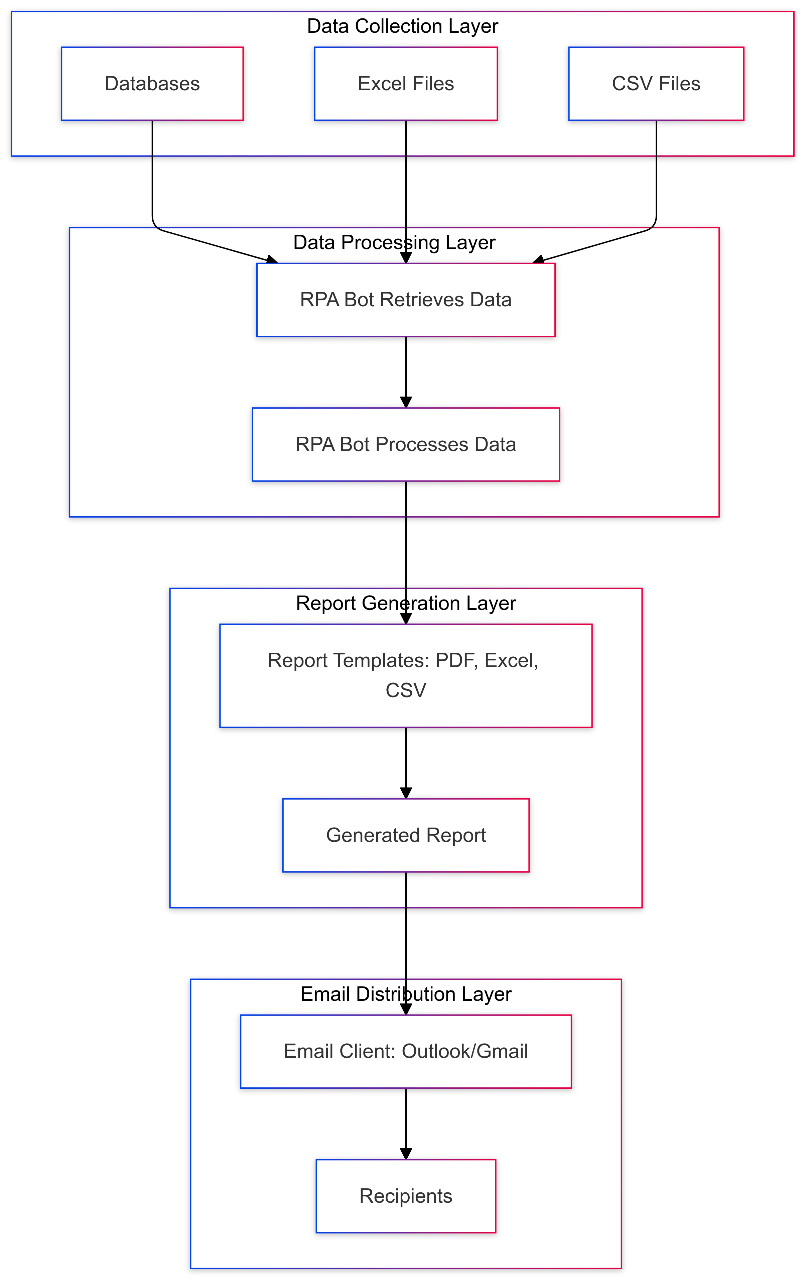 Data Collection Layer
Databases
Excel Files
CSV Files
Data Processing Layer
RPA Bot Retrieves Data
RPA Bot Processes Data
Report Generation Layer
Report Templates: PDF, Excel,
CSV
Generated Report
Email Distribution Layer
Email Client: Outlook/Gmail
Recipients